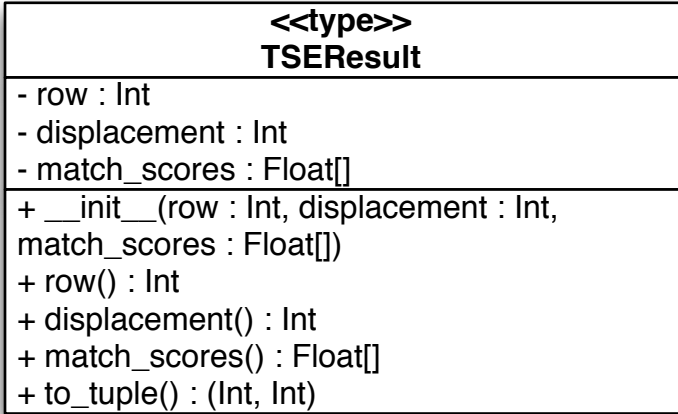 <<type>>
TSEResult
- row : Int
- displacement : Int
- match_scores : Float[]
+ __init__(row : Int, displacement : Int,
match_scores : Float[])
+ row() : Int
+ displacement() : Int
+ match_scores() : Float[]
+ to_tuple() : (Int, Int)